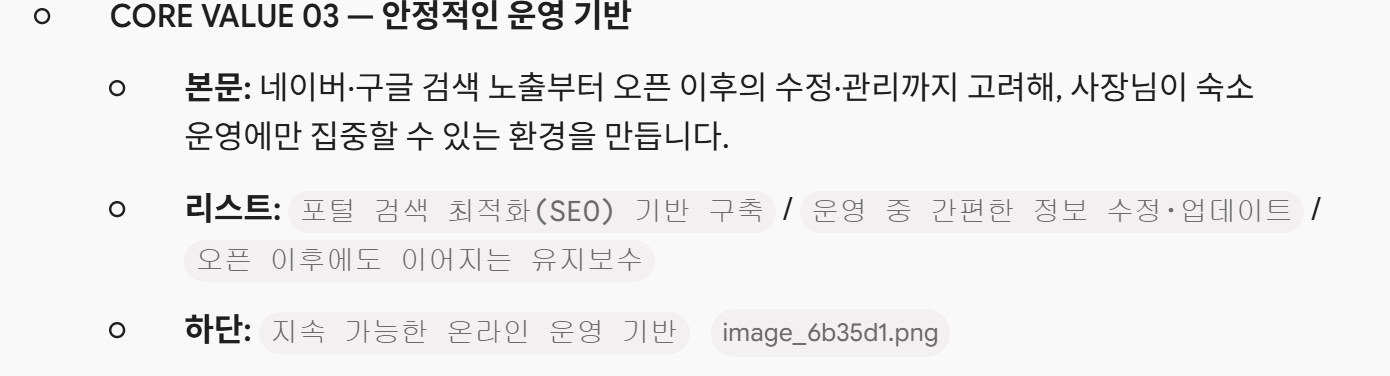 CORE VALUE 03 — 안정적인 운영 기반
본문: 네이버·구글 검색 노출부터 오픈 이후의 수정·관리까지 고려해, 사장님이 숙소
운영에만 집중할 수 있는 환경을 만듭니다.
리스트: 포털 검색 최적화(SEO) 기반 구축 / 운영 중 간편한 정보 수정·업데이트 /
오픈 이후에도 이어지는 유지보수
하단: 지속 가능한 온라인 운영 기반 image_6b35d1.png